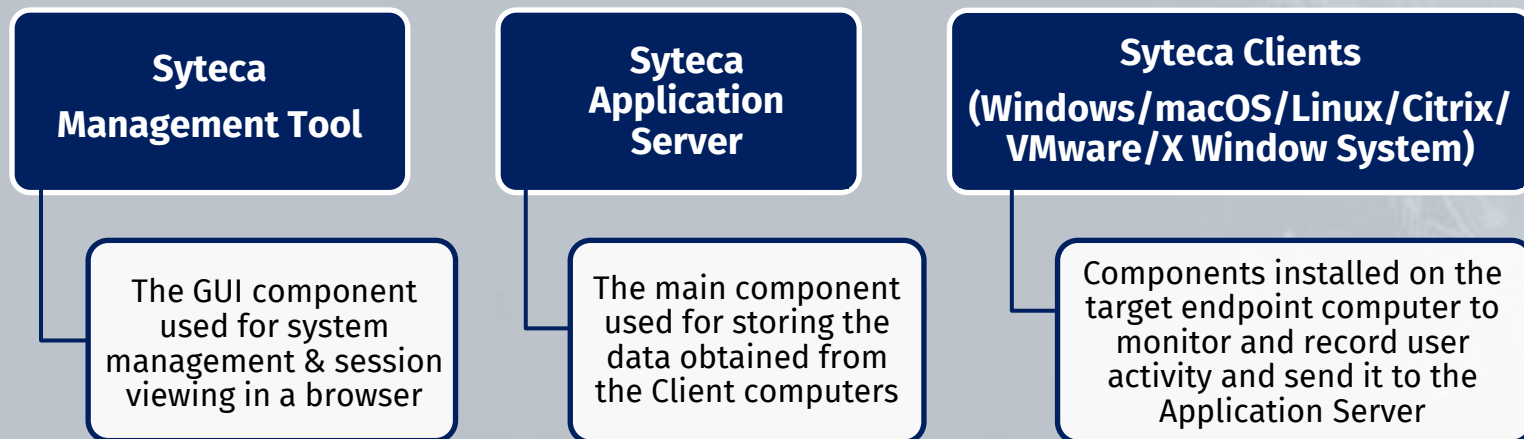 Syteca
Management Tool
The GUI component
used for system
management & session
viewing in a browser
Syteca
Application
Server
The main component
used for storing the
data obtained from
the Client computers
Syteca Clients
(Windows/macOS/Linux/Citrix/
VMware/X Window System)
Components installed on the
target endpoint computer to
monitor and record user
activity and send it to the
Application Server